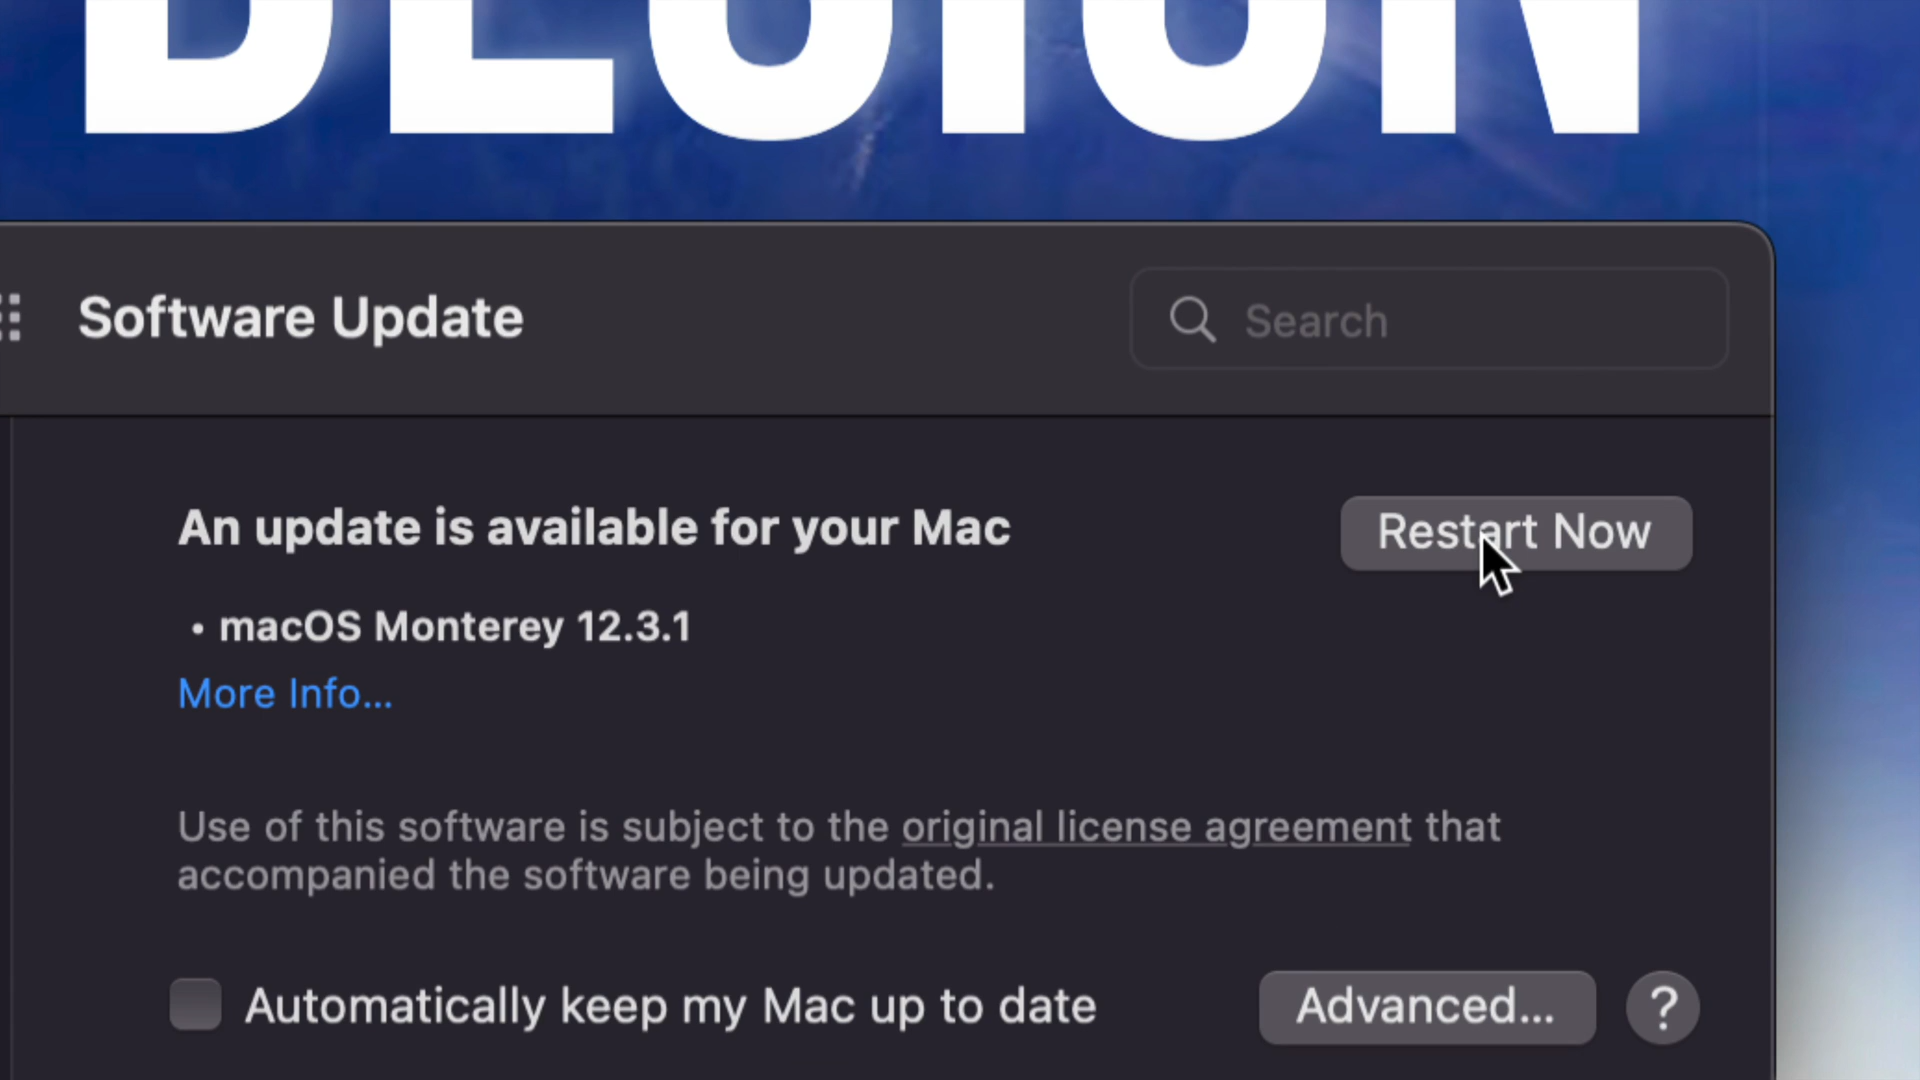 DESIGN
Software Update
Search
An update is available for your Mac
Restart Now
• macOS Monterey 12.3.1
More Info...
Use of this software is subject to the original license agreement that
accompanied the software being updated.
Automatically keep my Mac up to date
Advanced...
?